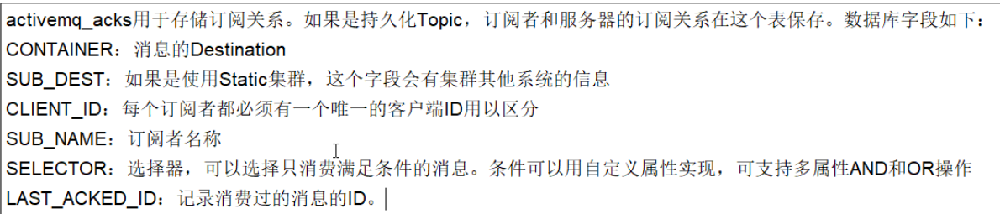 activemq_acks用于存储订阅关系。如果是持久化Topic，订阅者和服务器的订阅关系在这个表保存。数据库字段如下：
CONTAINER：消息的Destination
SUB_DEST：如果是使用Static集群，这个字段会有集群其他系统的信息
CLIENT_ID：每个订阅者都必须有一个唯一的客户端ID用以区分
SUB_NAME：订阅者名称
SELECTOR：选择器，可以选择只消费满足条件的消息。条件可以用自定义属性实现，可支持多属性AND和OR操作
LAST_ACKED_ID：记录消费过的消息的ID。